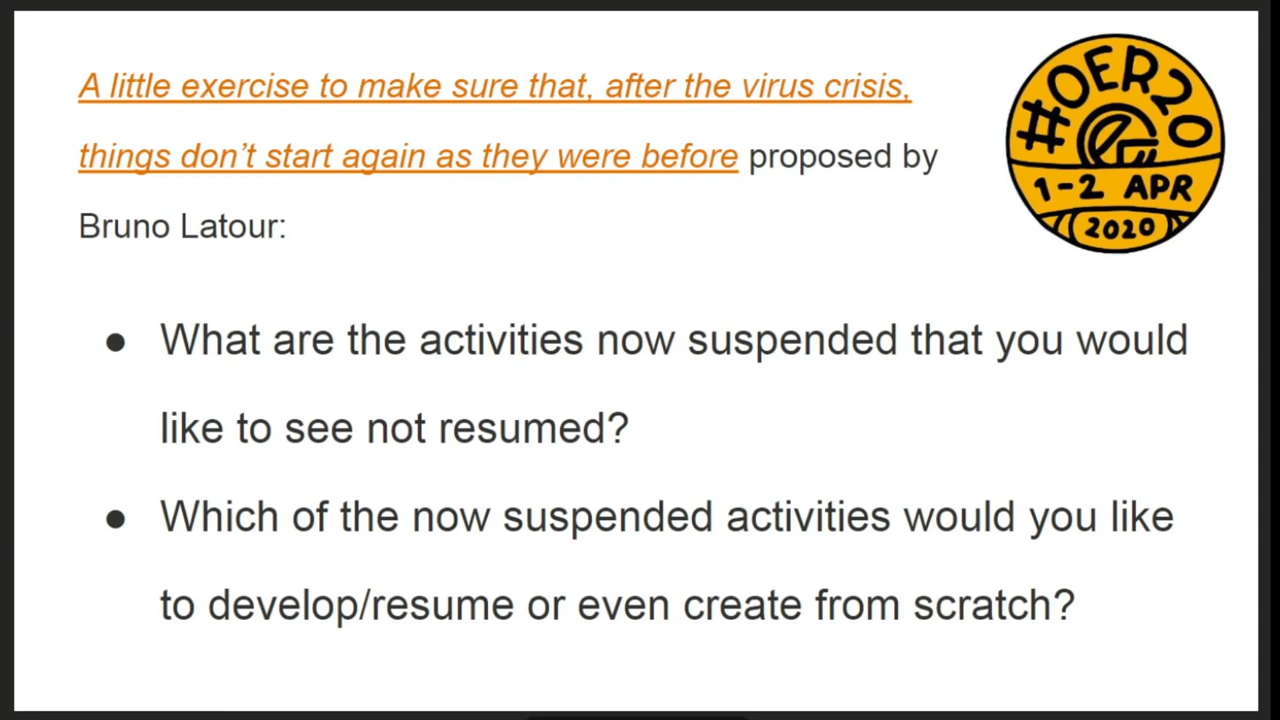 A little exercise to make sure that, after the virus crisis,
things don’t start again as they were before proposed by
Bruno Latour:
#OER20
1-2 APR
2020
● What are the activities now suspended that you would
like to see not resumed?
● Which of the now suspended activities would you like
to develop/resume or even create from scratch?